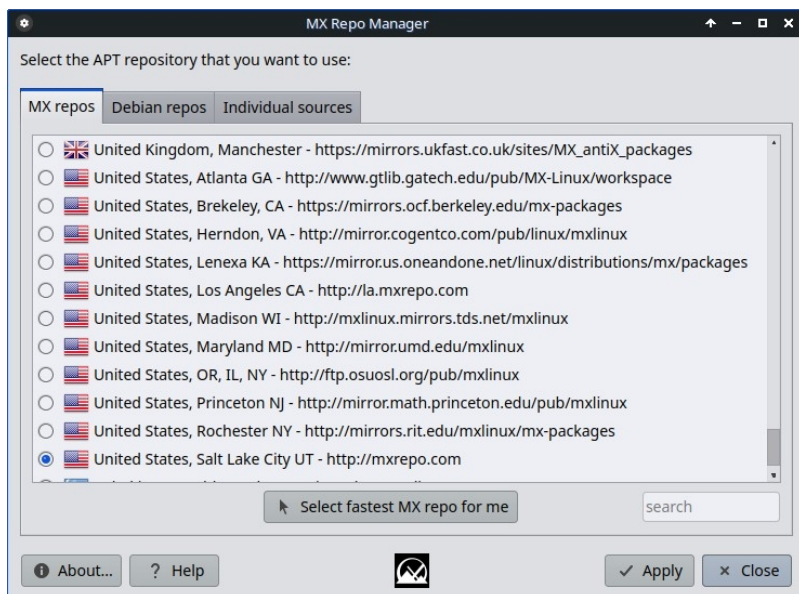 MX Repo Manager
Select the APT repository that you want to use:
MX repos Debian repos Individual sources
United Kingdom, Manchester - https://mirrors.ukfast.co.uk/sites/MX_antiX_packages
United States, Atlanta GA - http://www.gtlib.gatech.edu/pub/MX-Linux/workspace
United States, Brekeley, CA - https://mirrors.ocf.berkeley.edu/mx-packages
United States, Herndon, VA - http://mirror.cogentco.com/pub/linux/mxlinux
United States, Lenexa KA - https://mirror.us.oneandone.net/linux/distributions/mx/packages
United States, Los Angeles CA - http://la.mxrepo.com
United States, Madison WI - http://mxlinux.mirrors.tds.net/mxlinux
United States, Maryland MD - http://mirror.umd.edu/mxlinux
United States, OR, IL, NY - http://ftp.osuosl.org/pub/mxlinux
United States, Princeton NJ - http://mirror.math.princeton.edu/pub/mxlinux
United States, Rochester NY - http://mirrors.rit.edu/mxlinux/mx-packages
United States, Salt Lake City UT - http://mxrepo.com
Select fastest MX repo for me search
About... ? Help Apply Close